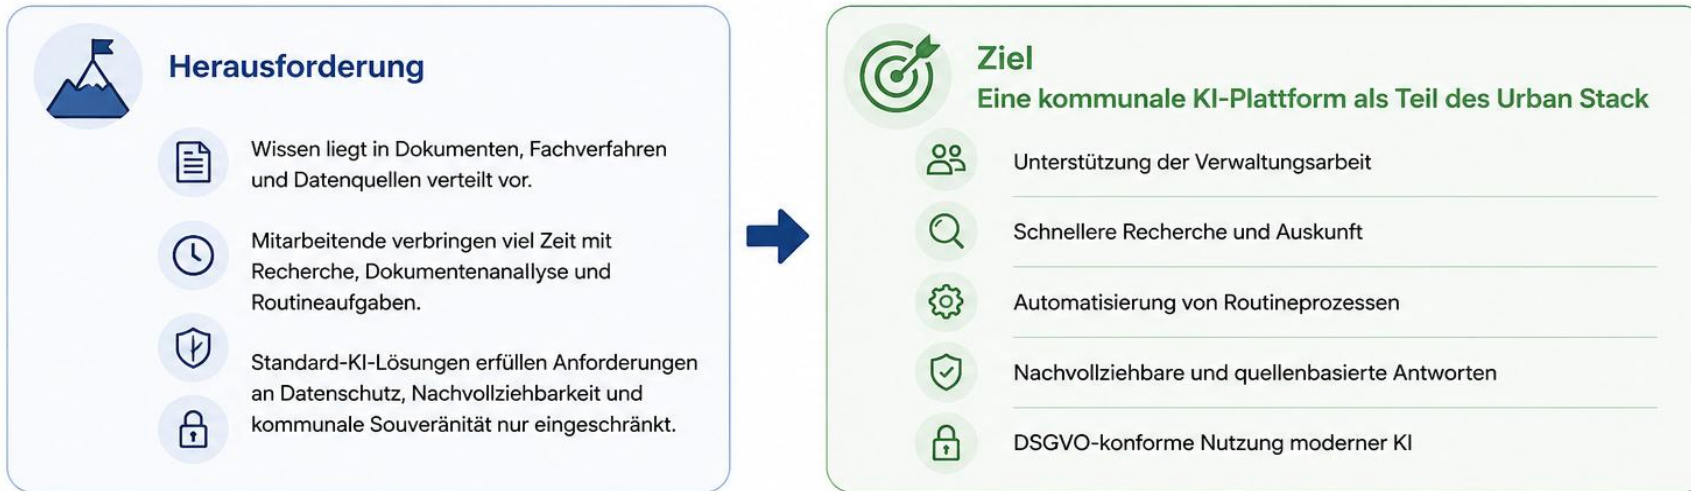 Herausforderung
Wissen liegt in Dokumenten, Fachverfahren
und Datenquellen verteilt vor.
Mitarbeitende verbringen viel Zeit mit
Recherche, Dokumentenanallyse und
Routineaufgaben.
Standard-KI-Lösungen erfüllen Anforderungen
an Datenschutz, Nachvollziehbarkeit und
kommunale Souveränität nur eingeschränkt.
Ziel
Eine kommunale KI-Plattform als Teil des Urban Stack
Unterstützung der Verwaltungsarbeit
Schnellere Recherche und Auskunft
Automatisierung von Routineprozessen
Nachvollziehbare und quellenbasierte Antworten
DSGVO-konforme Nutzung moderner KI